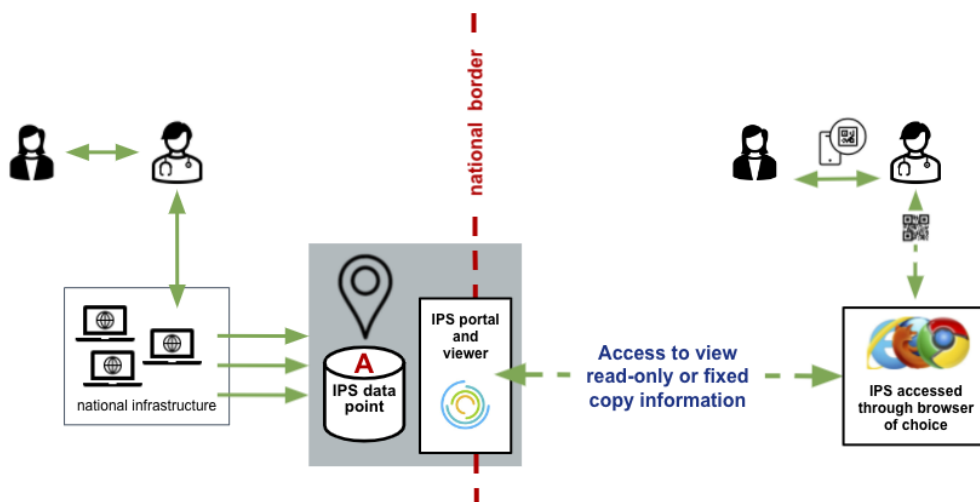 national border
national infrastructure
A
IPS data
point
IPS portal
and
viewer
Access to view
read-only or fixed
copy information
IPS accessed
through browser
of choice